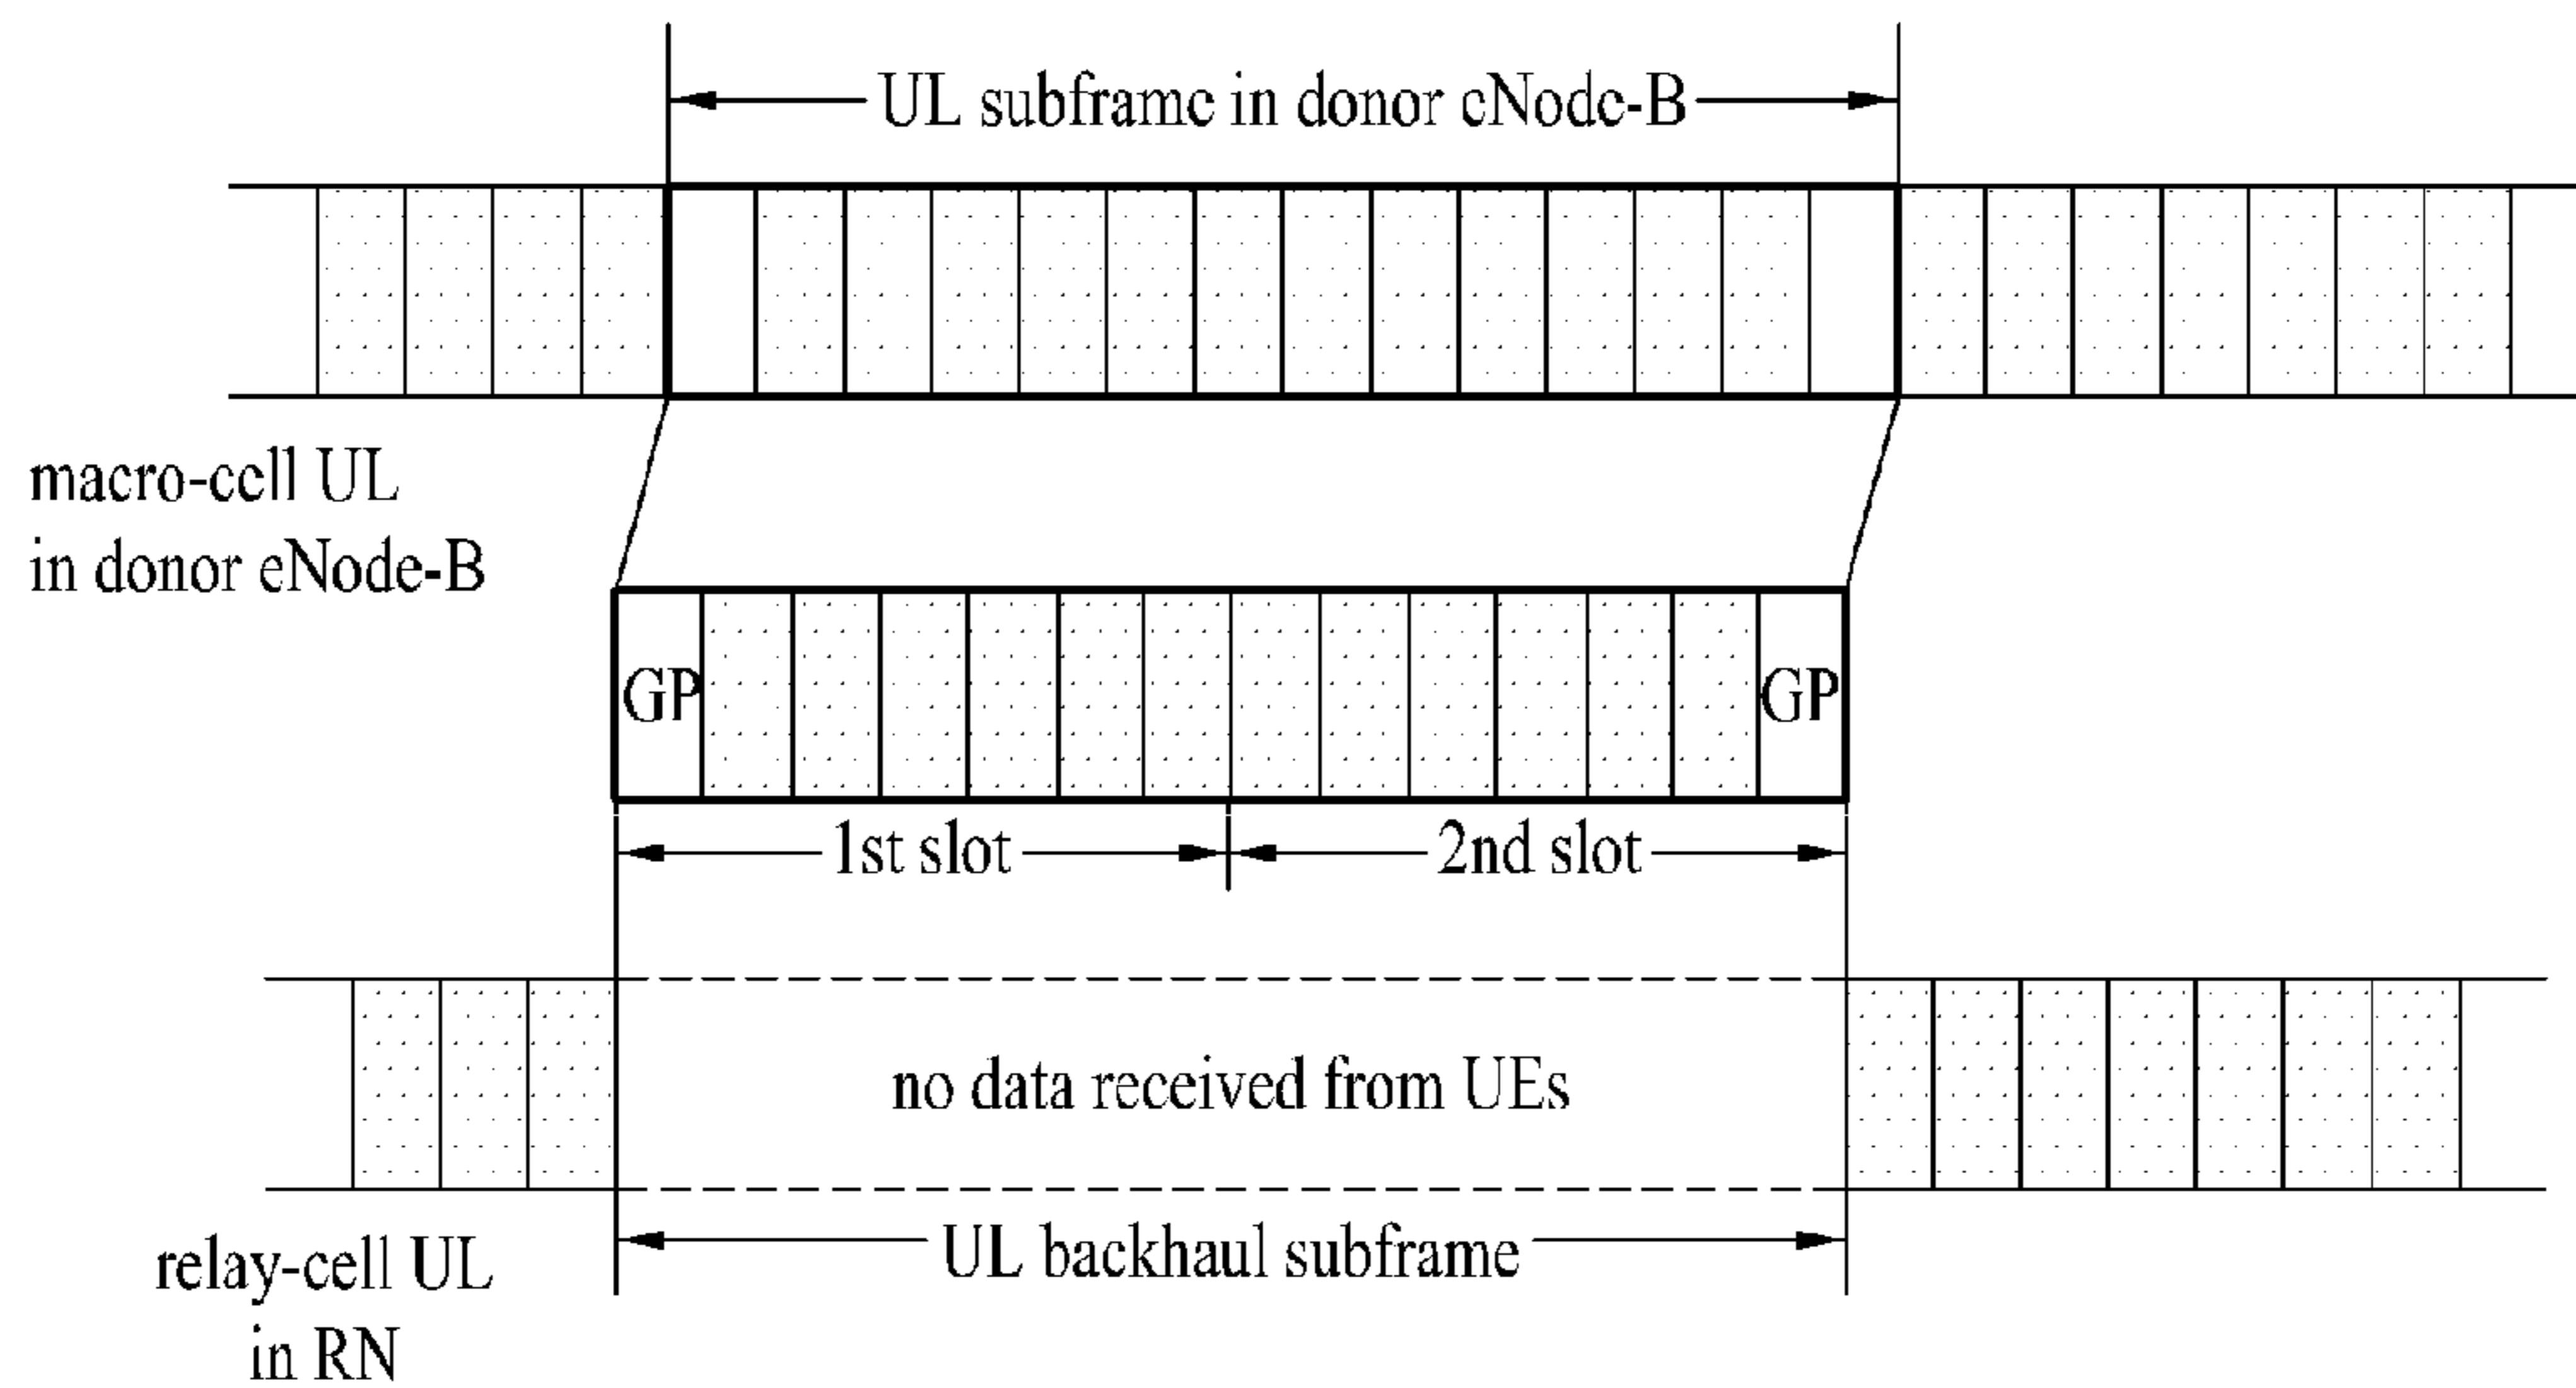 UL subframe in donor eNode-B
macro-cell UL
in donor eNode-B
GP
GP
1st slot
2nd slot
no data received from UEs
UL backhaul subframe
relay-cell UL
in RN